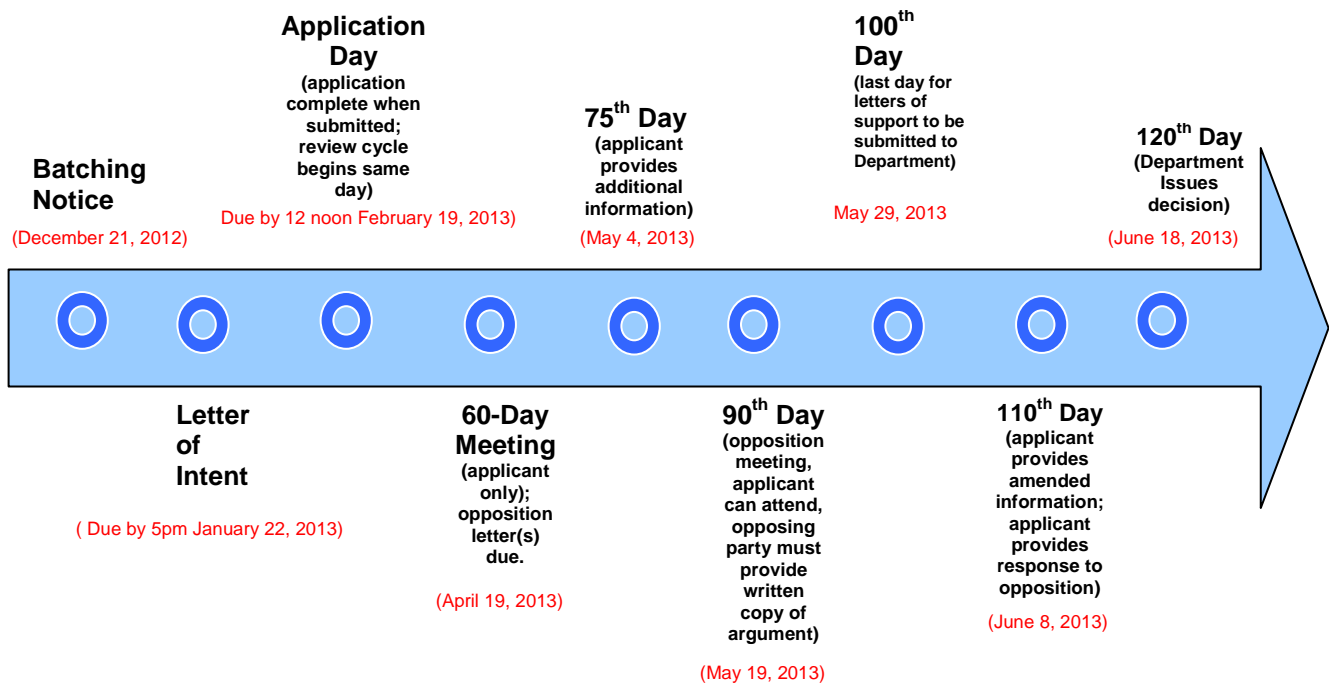 Batching
Notice
(December 21, 2012)
Letter
of
Intent
( Due by 5pm January 22, 2013)
Application
Day
(application
complete when
submitted;
review cycle
begins same
day)
Due by 12 noon February 19, 2013)
60-Day
Meeting
(applicant
only);
opposition
letter(s)
due.
(April 19, 2013)
75th Day
(applicant
provides
additional
information)
(May 4, 2013)
90th Day
(opposition
meeting,
applicant
can attend,
opposing
party must
provide
written
copy of
argument)
(May 19, 2013)
100th
Day
(last day for
letters of
support to be
submitted to
Department)
May 29, 2013
110th Day
(applicant
provides
amended
information;
applicant
provides
response to
opposition)
(June 8, 2013)
120th Day
(Department
Issues
decision)
(June 18, 2013)